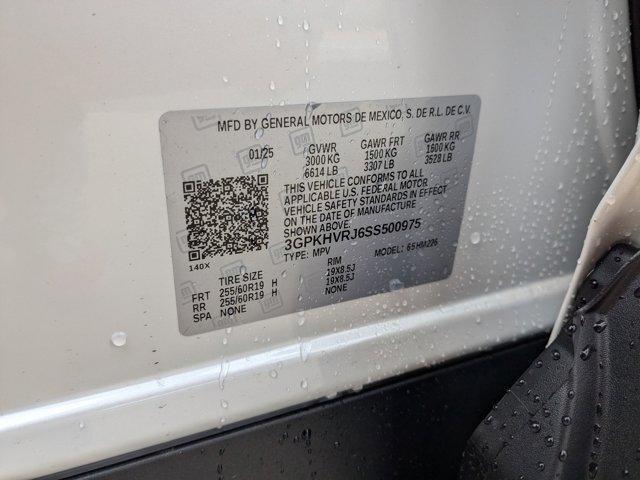 MFD BY GENERAL MOTORS DE MEXICO, S. DE R.L. DE C.V.
01/25 GVWR GAWR FRT GAWR RR
3000 KG 1500 KG 1600 KG
6614 LB 3307 LB 3528 LB
THIS VEHICLE CONFORMS TO ALL
APPLICABLE U.S. FEDERAL MOTOR
VEHICLE SAFETY STANDARDS IN EFFECT
ON THE DATE OF MANUFACTURE
3GPKHVRJ6SS500975
TYPE: MPV MODEL: 65HM226
140X
TIRE SIZE RIM
FRT 255/60R19 H 19X8.5J
RR 255/60R19 H 19X8.5J
SPA NONE NONE